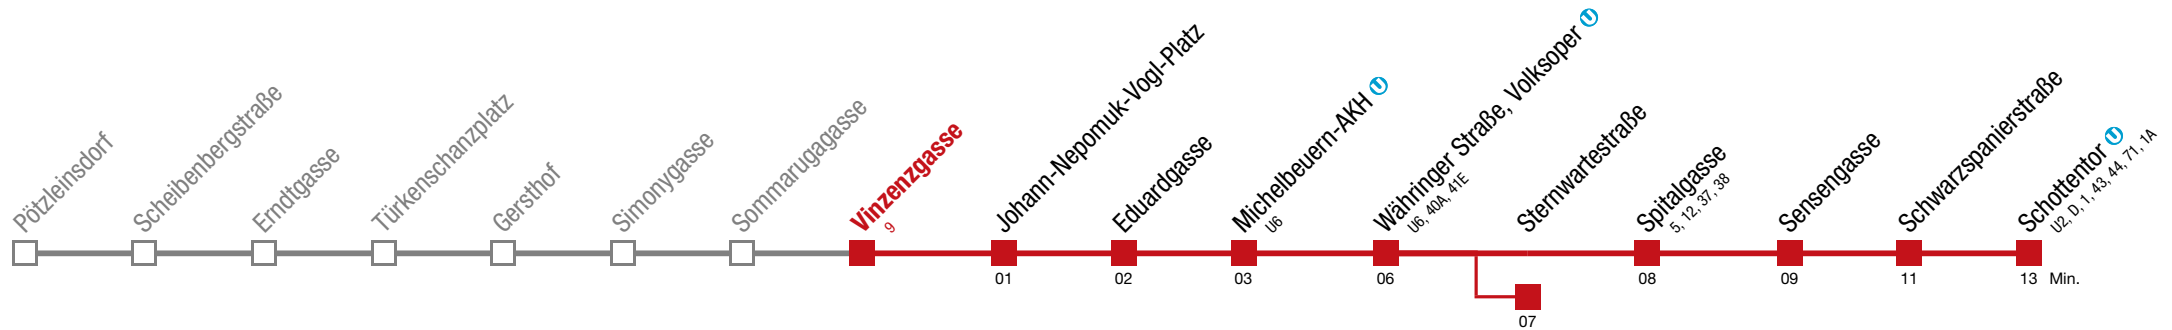 Pötzleinsdorf
Scheibenbergstraße
Erndtgasse
Türkenschanzplatz
Gersthof
Simonygasse
Sommarugagasse
Vinzenzgasse
9
Johann-Nepomuk-Vogl-Platz
Eduardgasse
Michelbeuern-AKH U
U6
Währinger Straße, Volksoper U
U6, 40A, 41E
Sternwartestraße
Spitalgasse
5, 12, 37, 38
Sensengasse
Schwarzspanierstraße
Schottentor U
U2, D, 1, 43, 44, 71, 1A
01 02 03 06 08 09 11 13 Min.
07